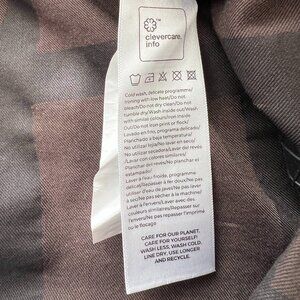 clevercare.
info
Cold wash, delicate programme/
Ironing with low heat/Do not
bleach/Do not dry clean/Do not
tumble dry/Wash inside out/Wash
with similar colours/Iron inside
Out/Do not iron print or flock/
Lavado en frío, programa delicado/
Planchado a baja temperatura/
No utilizar lejía/No lavar en seco/
No utilizar secadora/Lavar del revés
/Lavar con colores similares
/Planchar del revés/No planchar el
estampado/
Laver à l'eau froide, programme
délicat/Repasser à fer doux/Ne pas
utiliser d'eau de javel/Ne pas laver
à sec/
Laver à l'envers/Laver avec
couleurs similaires/Repasser sur
l'envers/Ne pas repasser l'imprimé
ou le flocage
CARE FOR OUR PLANET.
CARE FOR YOURSELF:
WASH LESS, WASH COLD,
LINE DRY, USE LONGER
AND RECYCLE.